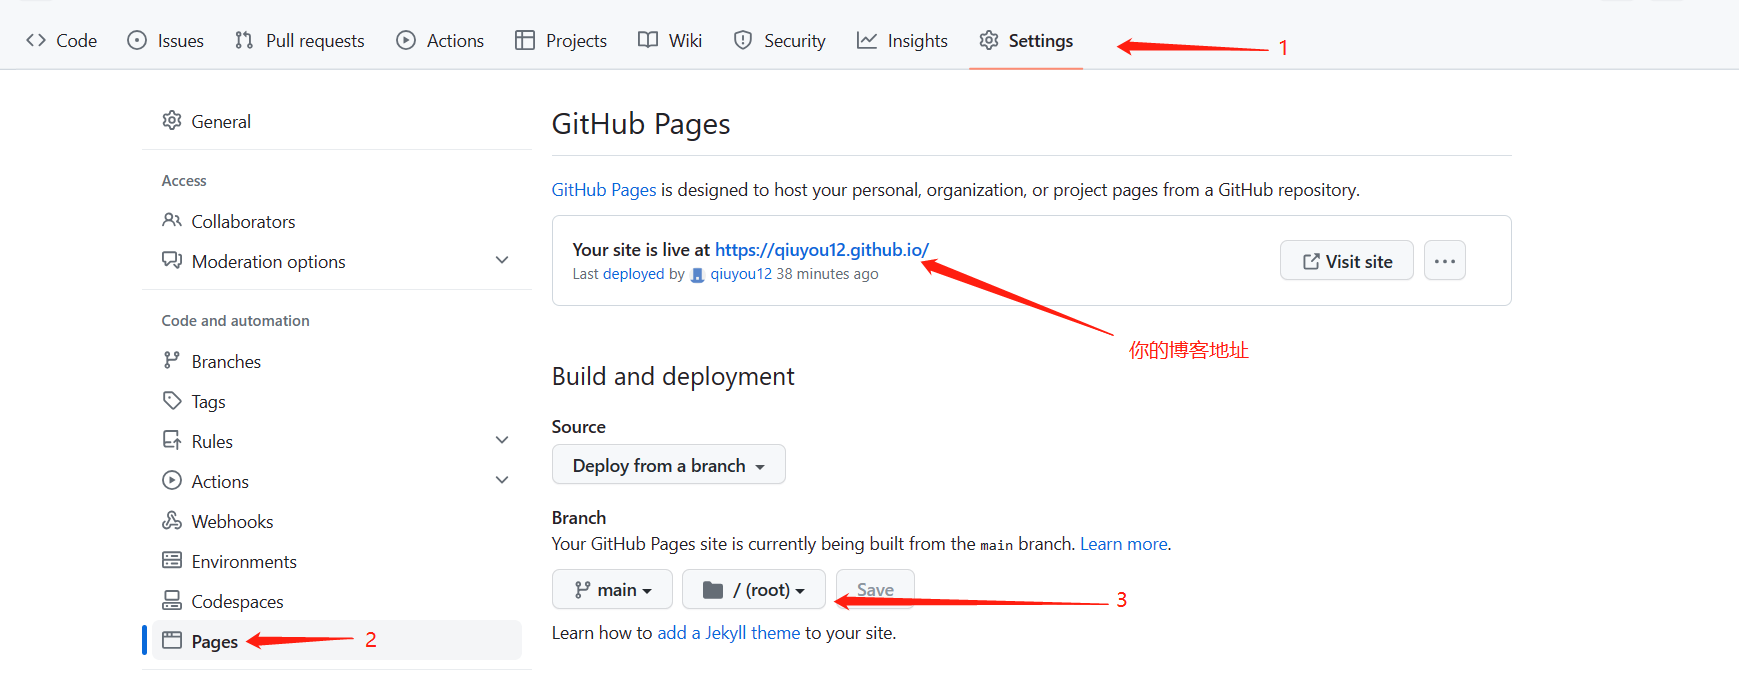 Code Issues Pull requests Actions Projects Wiki Security Insights Settings 1
General
Access
Collaborators
Moderation options
Code and automation
Branches
Tags
Rules
Actions
Webhooks
Environments
Codespaces
Pages 2
GitHub Pages
GitHub Pages is designed to host your personal, organization, or project pages from a GitHub repository.
Your site is live at https://qiuyou12.github.io/
Last deployed by qiuyou12 38 minutes ago
Visit site
你的博客地址
Build and deployment
Source
Deploy from a branch
Branch
Your GitHub Pages site is currently being built from the main branch. Learn more.
main / (root) Save 3
Learn how to add a Jekyll theme to your site.